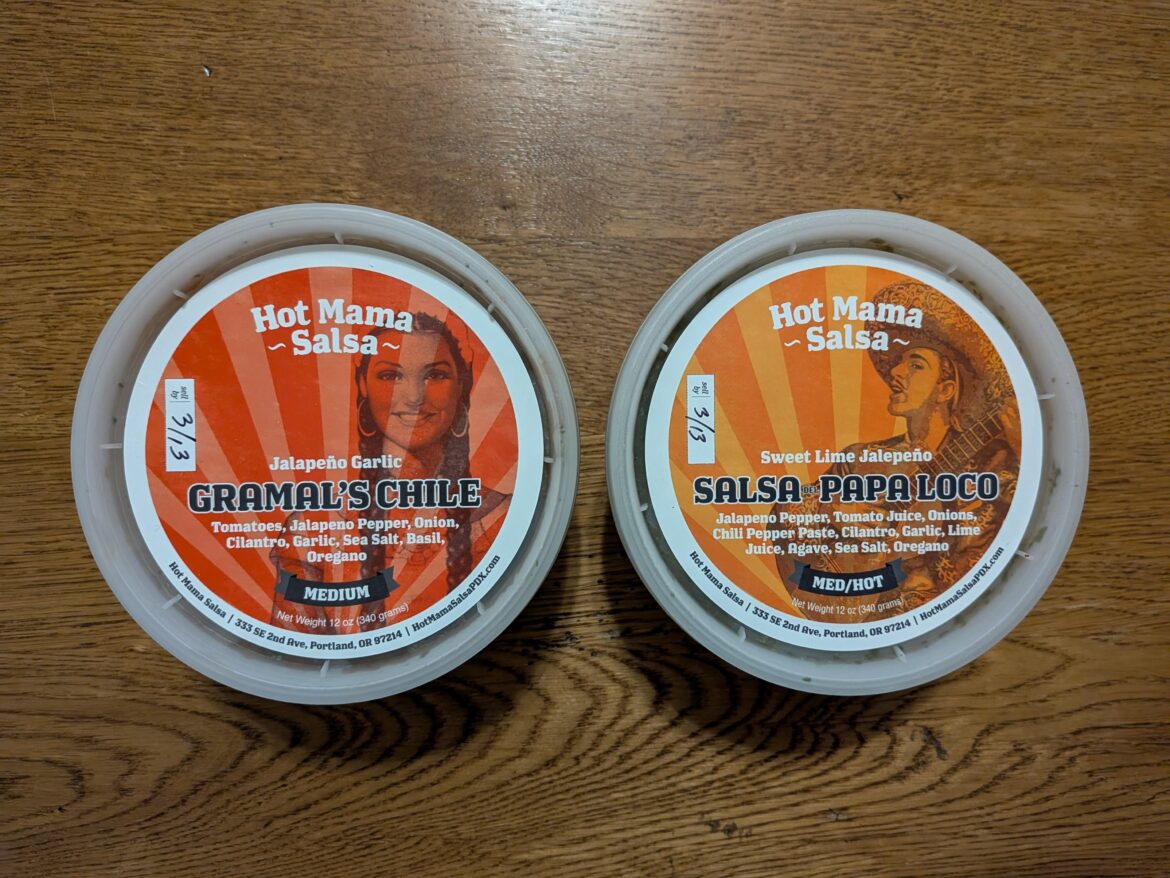 Hot Mama
~ Salsa ~
sell by | 3/13
Jalapeño Garlic
GRAMAL'S CHILE
Tomatoes, Jalapeno Pepper, Onion,
Cilantro, Garlic, Sea Salt, Basil,
Oregano
MEDIUM
Net Weight 12 oz (340 grams)
Hot Mama Salsa | 333 SE 2nd Ave, Portland, OR 97214 | HotMamaSalsaPDX.com
Hot Mama
~ Salsa ~
sell by | 3/13
Sweet Lime Jalepeño
SALSA DEL PAPA LOCO
Jalapeno Pepper, Tomato Juice, Onions,
Chili Pepper Paste, Cilantro, Garlic, Lime
Juice, Agave, Sea Salt, Oregano
MED/HOT
Net Weight 12 oz (340 grams)
Hot Mama Salsa | 333 SE 2nd Ave, Portland, OR 97214 | HotMamaSalsaPDX.com